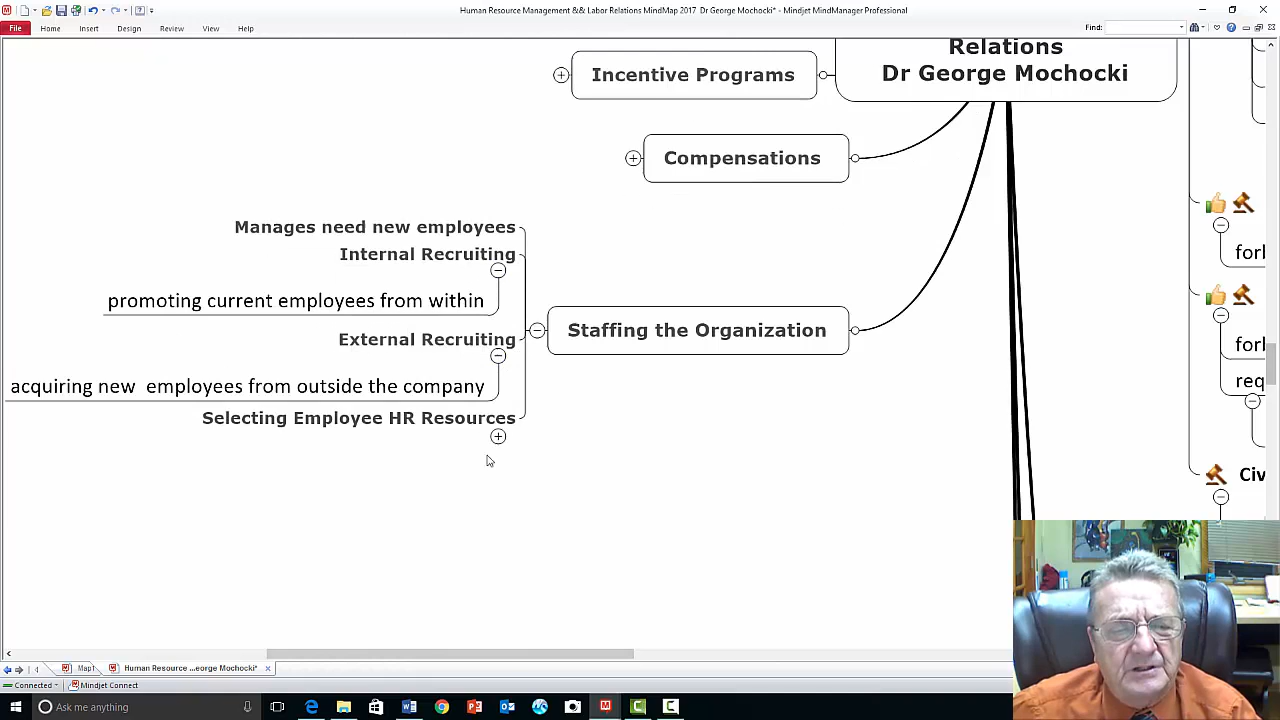 Human Resource Management && Labor Relations MindMap 2017 Dr George Mochocki* - Mindjet MindManager Professional
File Home Insert Design Review View Help Find:
Relations
Dr George Mochocki
Incentive Programs
Compensations
Manages need new employees
Internal Recruiting
promoting current employees from within
External Recruiting
acquiring new employees from outside the company
Selecting Employee HR Resources
Staffing the Organization
req
Civ
Map1 Human Resource ...eorge Mochocki*
Connected Mindjet Connect
Ask me anything